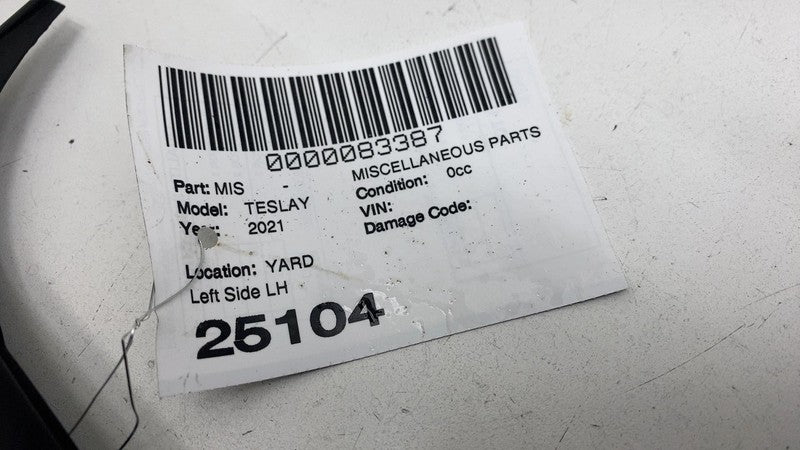 0000083387
Part: MIS - MISCELLANEOUS PARTS
Model: TESLAY Condition: 0cc
Year: 2021 VIN:
Damage Code:
Location: YARD
Left Side LH
25104